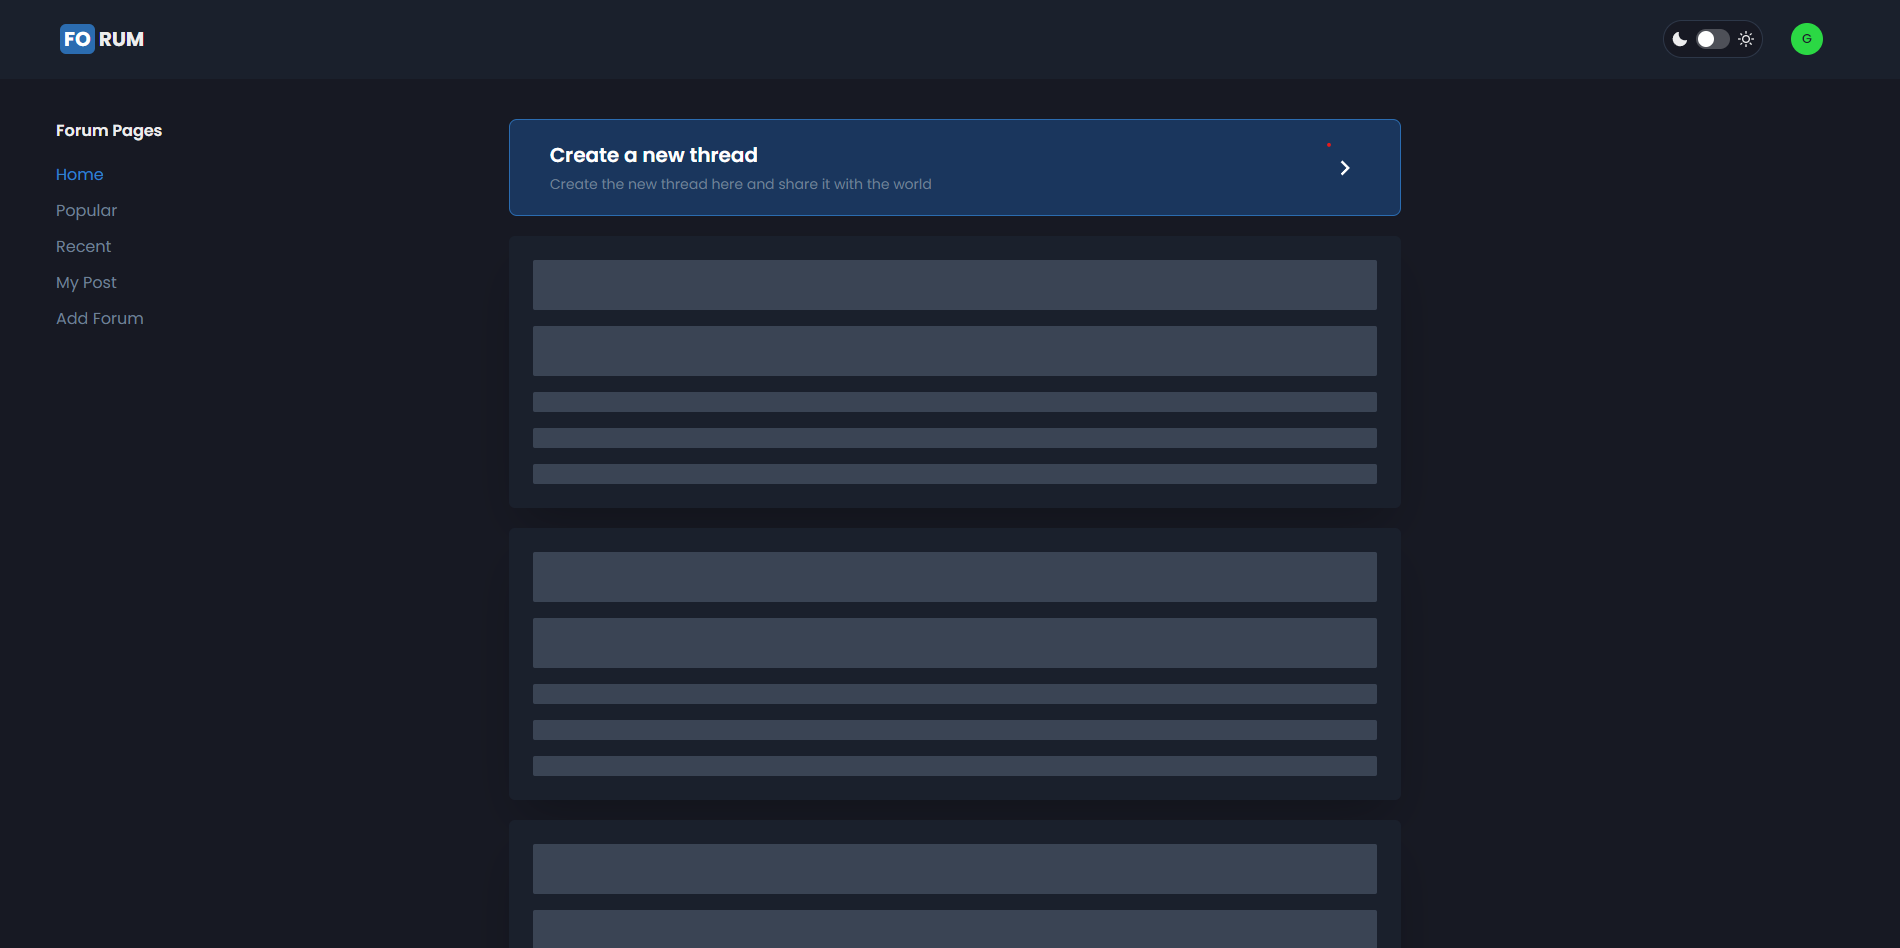 FO RUM
G
Forum Pages
Home
Popular
Recent
My Post
Add Forum
Create a new thread
Create the new thread here and share it with the world